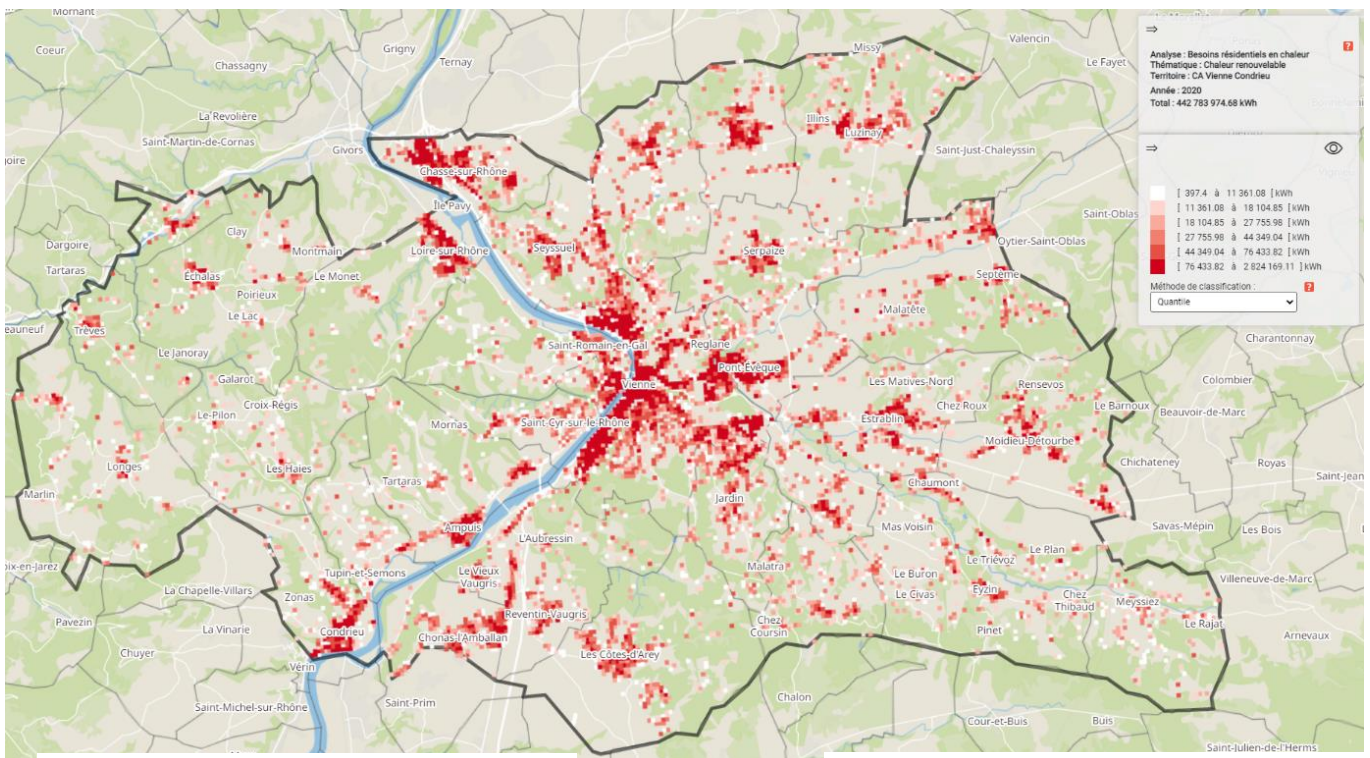 Mornant
Coeur
Chassagny
Grigny
Ternay
Missy
Valencin
Le Fayet
⇒
Analyse : Besoins résidentiels en chaleur
Thématique : Chaleur renouvelable
Territoire : CA Vienne Condrieu
Année : 2020
Total : 442 783 974.68 kWh
⇒
[ 397.4 à 11 361.08 [ kWh
[ 11 361.08 à 18 104.85 [ kWh
[ 18 104.85 à 27 755.98 [ kWh
[ 27 755.98 à 44 349.04 [ kWh
[ 44 349.04 à 76 433.82 [ kWh
[ 76 433.82 à 2 824 169.11 ] kWh
Méthode de classification :
Quantile
La Revolière
Saint-Martin-de-Cornas
Givors
Illins
Luzinay
Saint-Just-Chaleyssin
Chasse-sur-Rhône
Île Pavy
Saint-Oblas
Clay
Dargoire
Montmain
Loire-sur-Rhône
Seyssuel
Serpaize
Oytier-Saint-Oblas
Tartaras
Échalas
Le Monet
Septème
Poirieux
Malatête
Le Lac
Trèves
Le Janoray
Saint-Romain-en-Gal
Reglane
Charantonnay
Galarot
Vienne
Pont-Évêque
Les Matives-Nord
Rensevos
Colombier
Le-Pilon
Croix-Régis
Chez Roux
Le Barnoux
Beauvoir-de-Marc
Mornas
Saint-Cyr-sur-le-Rhône
Estrablin
Moidieu-Détourbe
Longes
Les Haies
Chichateney
Royas
Saint-Jean
Marlin
Tartaras
Chaumont
Jardin
Ampuis
Mas Voisin
Savas-Mépin
Les Bois
L'Aubressin
Le Plan
Le Triévoz
Tupin-et-Semons
Le Vieux
Vaugris
Malatra
Le Buron
Villeneuve-de-Marc
La Chapelle-Villars
Zonas
Le Civas
Eyzin
Chez
Thibaud
Meyssiez
Pavezin
La Vinarie
Condrieu
Chonas-l'Amballan
Reventin-Vaugris
Chez
Coursin
Pinet
Le Rajat
Arnevaux
Chuyer
Vérin
Les Côtes-d'Arey
Saint-Michel-sur-Rhône
Saint-Prim
Chalon
Cour-et-Buis
Buis
Saint-Julien-de-l'Herms